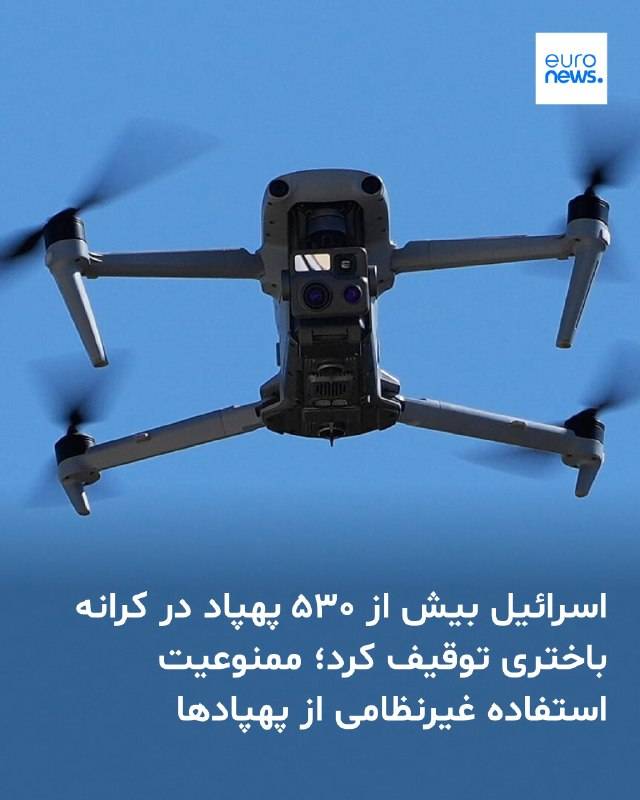 euro
news.
اسرائیل بیش از ۵۳۰ پهپاد در کرانه
باختری توقیف کرد؛ ممنوعیت
استفاده غیرنظامی از پهپادها